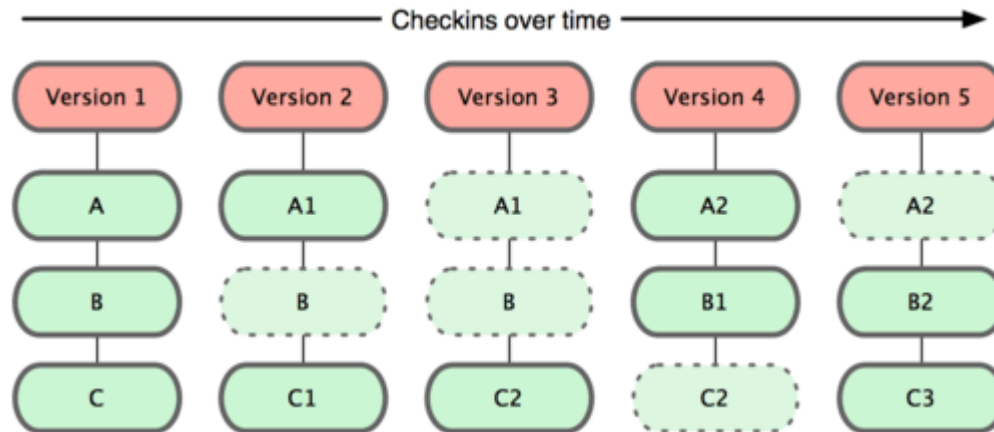 Checkins over time
Version 1 Version 2 Version 3 Version 4 Version 5
A A1 A1 A2 A2
B B B B1 B2
C C1 C2 C2 C3